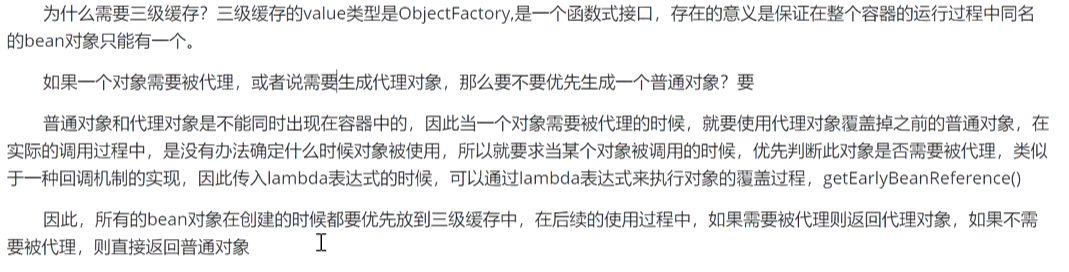 为什么需要三级缓存？三级缓存的value类型是ObjectFactory,是一个函数式接口，存在的意义是保证在整个容器的运行过程中同名
的bean对象只能有一个。
如果一个对象需要被代理，或者说需要生成代理对象，那么要不要优先生成一个普通对象？要
普通对象和代理对象是不能同时出现在容器中的，因此当一个对象需要被代理的时候，就要使用代理对象覆盖掉之前的普通对象，在
实际的调用过程中，是没有办法确定什么时候对象被使用，所以就要求当某个对象被调用的时候，优先判断此对象是否需要被代理，类似
于一种回调机制的实现，因此传入lambda表达式的时候，可以通过lambda表达式来执行对象的覆盖过程，getEarlyBeanReference()
因此，所有的bean对象在创建的时候都要优先放到三级缓存中，在后续的使用过程中，如果需要被代理则返回代理对象，如果不需
要被代理，则直接返回普通对象